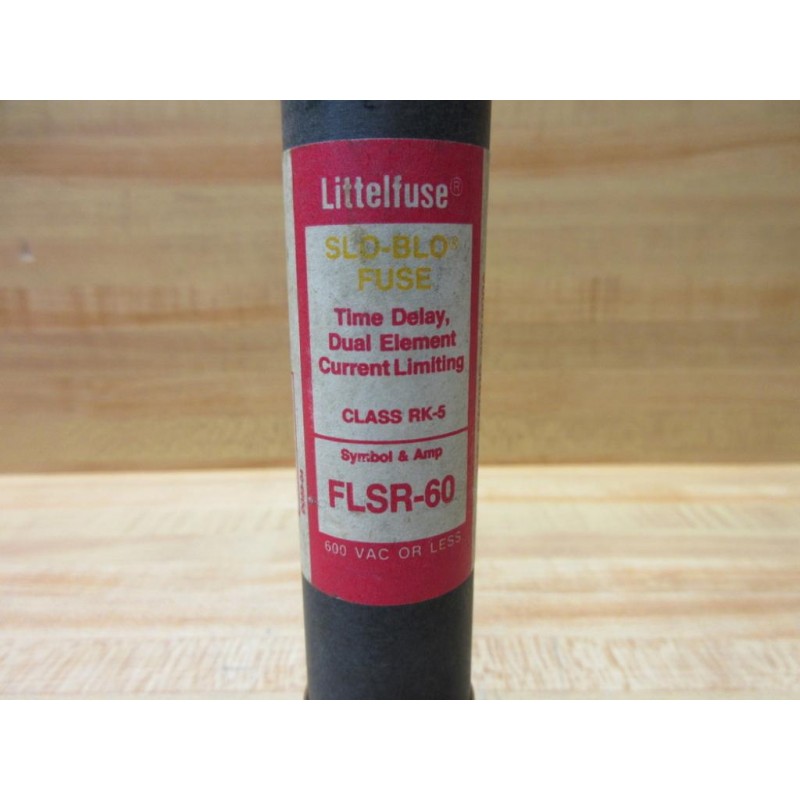 Littelfuse®
SLO-BLO®
FUSE
Time Delay,
Dual Element
Current Limiting
CLASS RK-5
Symbol & Amp
FLSR-60
600 VAC OR LESS